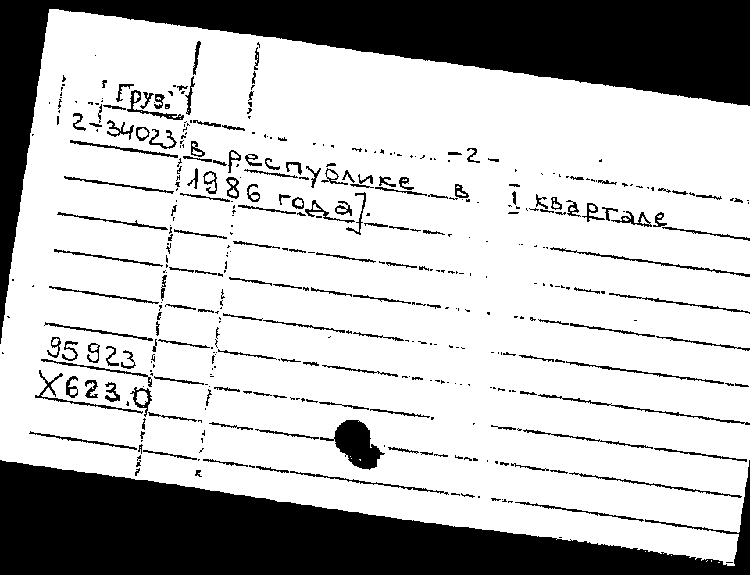 Груз.
2-34023
- 2 -
в республике в I квартале
1986 года].
95923
X623.0